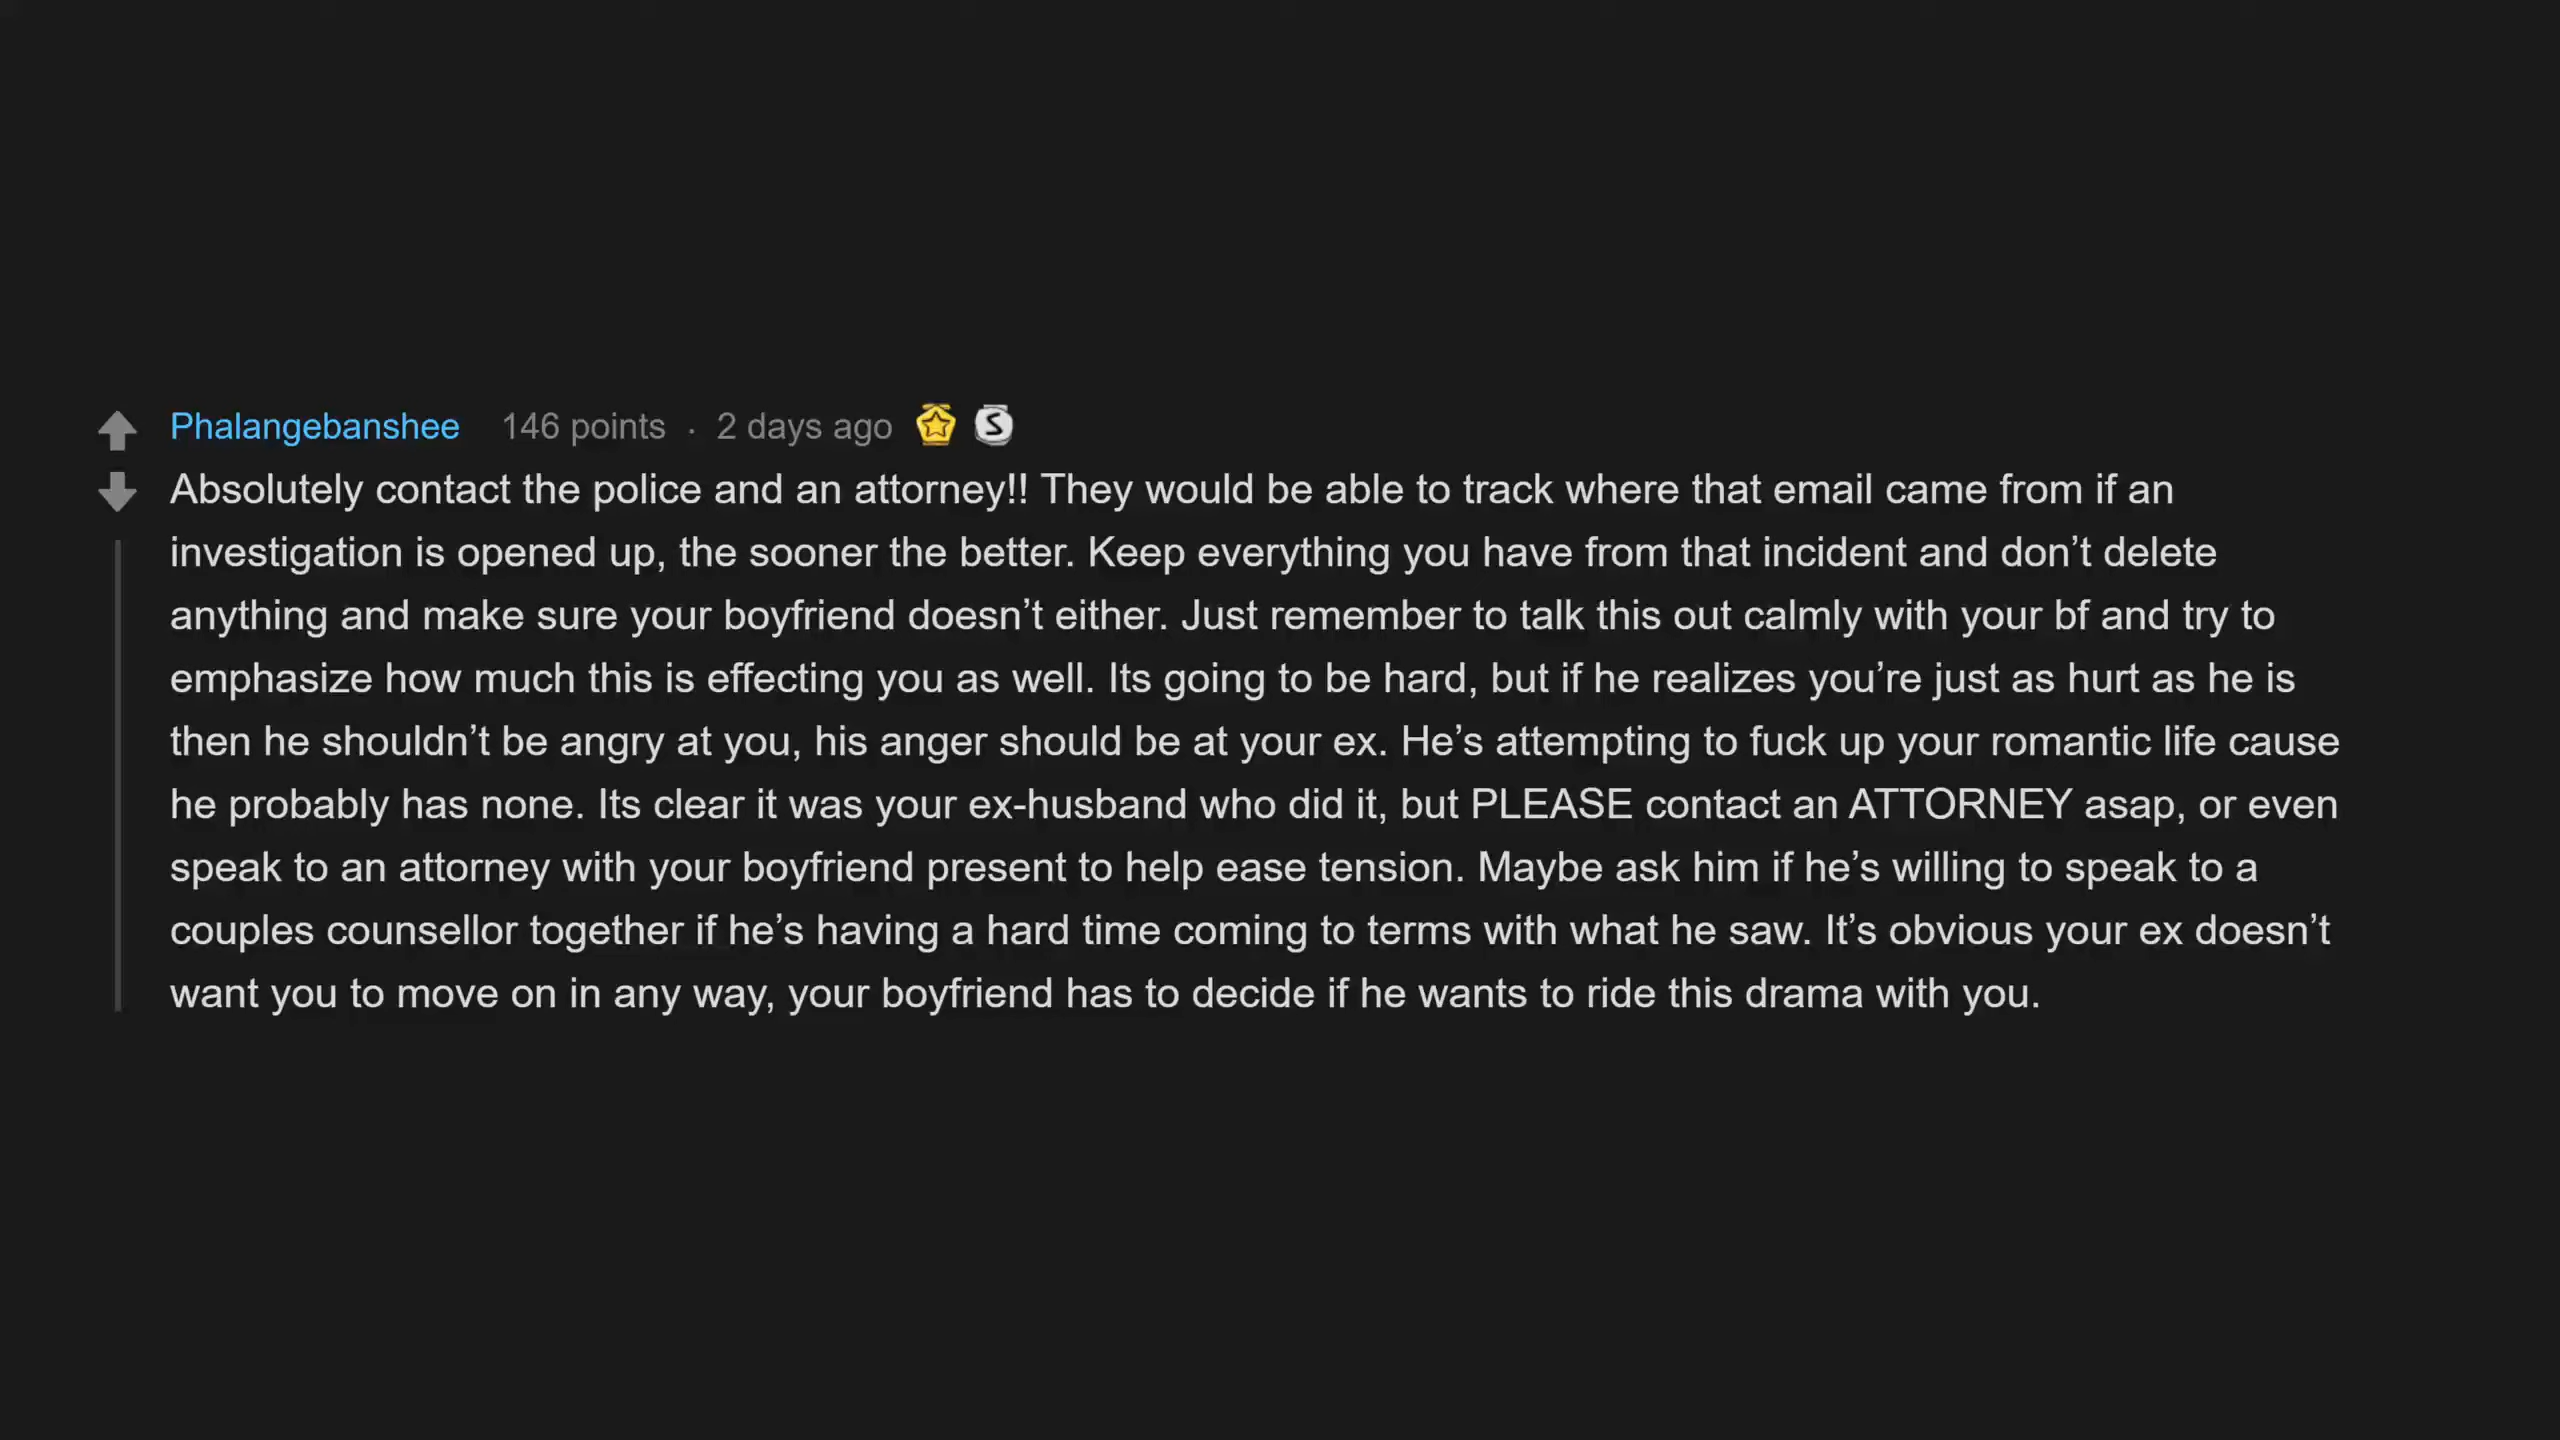 Phalangebanshee 146 points · 2 days ago
Absolutely contact the police and an attorney!! They would be able to track where that email came from if an
investigation is opened up, the sooner the better. Keep everything you have from that incident and don’t delete
anything and make sure your boyfriend doesn’t either. Just remember to talk this out calmly with your bf and try to
emphasize how much this is effecting you as well. Its going to be hard, but if he realizes you’re just as hurt as he is
then he shouldn’t be angry at you, his anger should be at your ex. He’s attempting to fuck up your romantic life cause
he probably has none. Its clear it was your ex-husband who did it, but PLEASE contact an ATTORNEY asap, or even
speak to an attorney with your boyfriend present to help ease tension. Maybe ask him if he’s willing to speak to a
couples counsellor together if he’s having a hard time coming to terms with what he saw. It’s obvious your ex doesn’t
want you to move on in any way, your boyfriend has to decide if he wants to ride this drama with you.